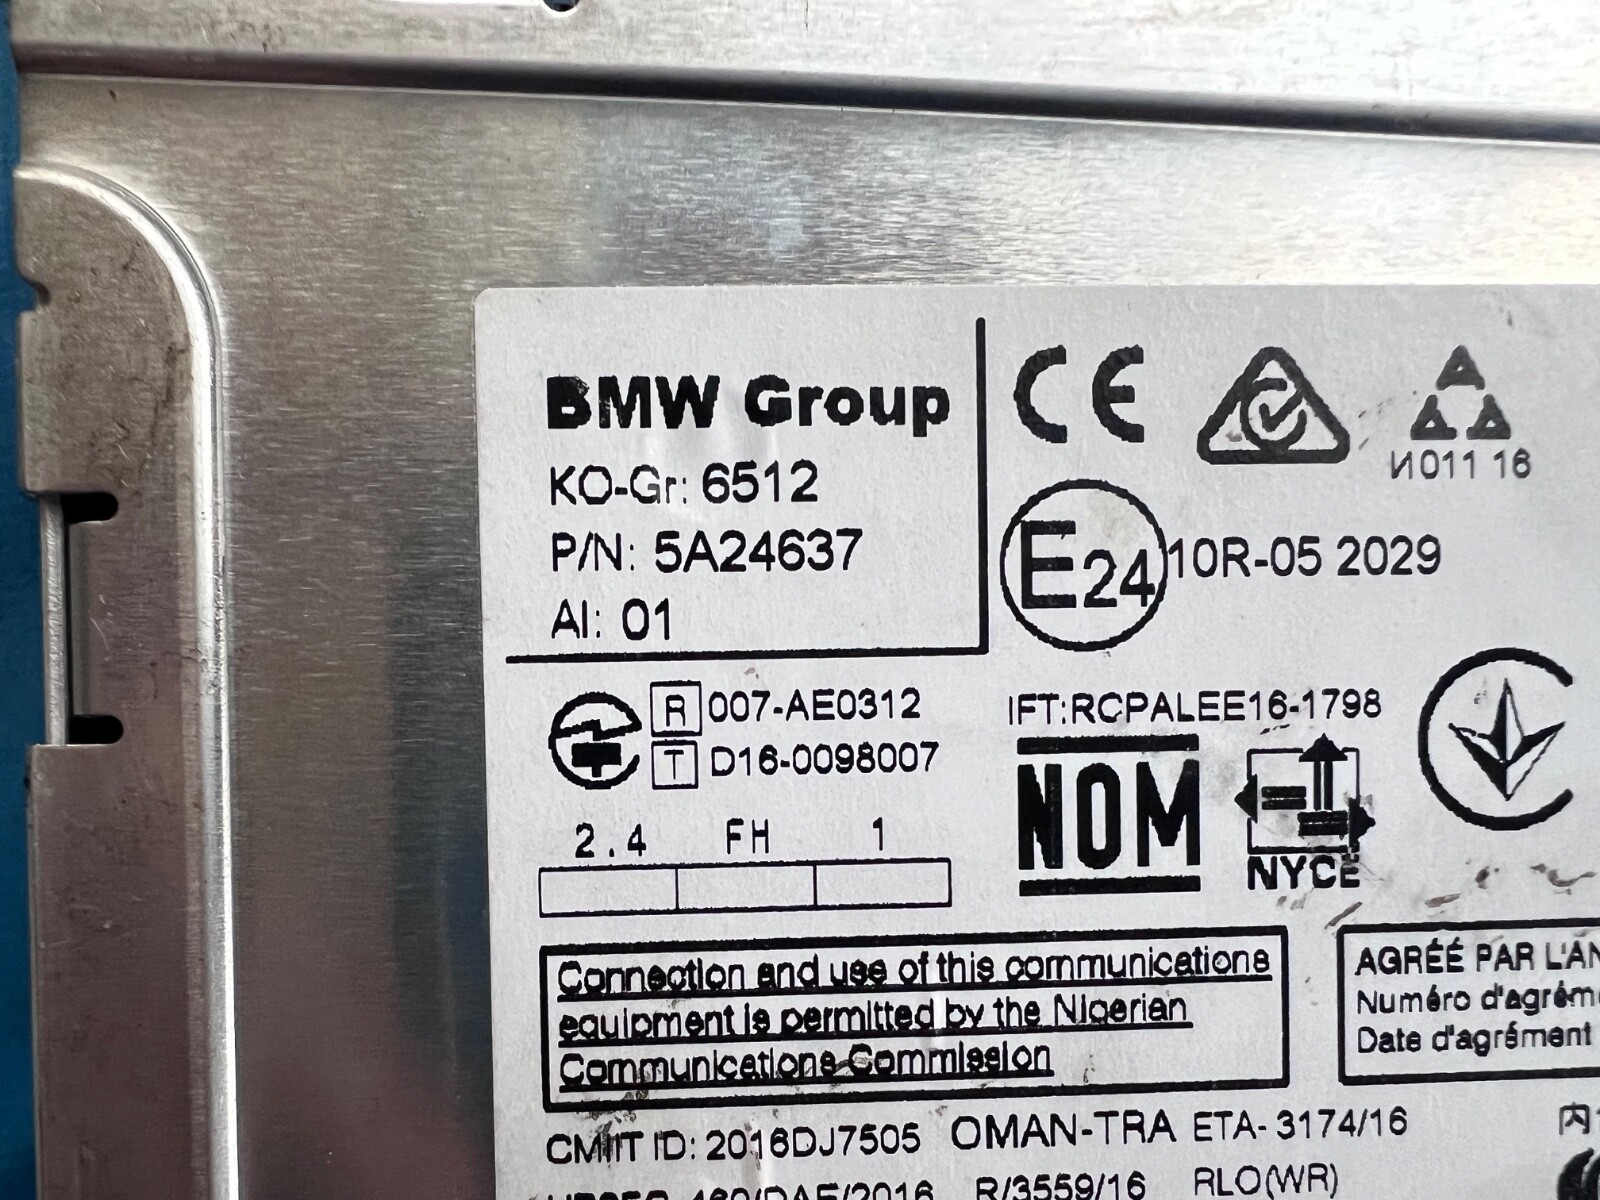 BMW Group
KO-Gr: 6512
P/N: 5A24637
AI: 01
CE
И011 16
E24 10R-05 2029
R 007-AE0312
T D16-0098007
2.4 FH 1
IFT:RCPALEE16-1798
NOM
NYCE
Connection and use of this communications
equipment is permitted by the Nigerian
Communications Commission
AGRÉÉ PAR L'AN
Numéro d'agrém
Date d'agrément
CMIIT ID: 2016DJ7505 OMAN-TRA ETA- 3174/16
R/3559/16 RLO(WR)